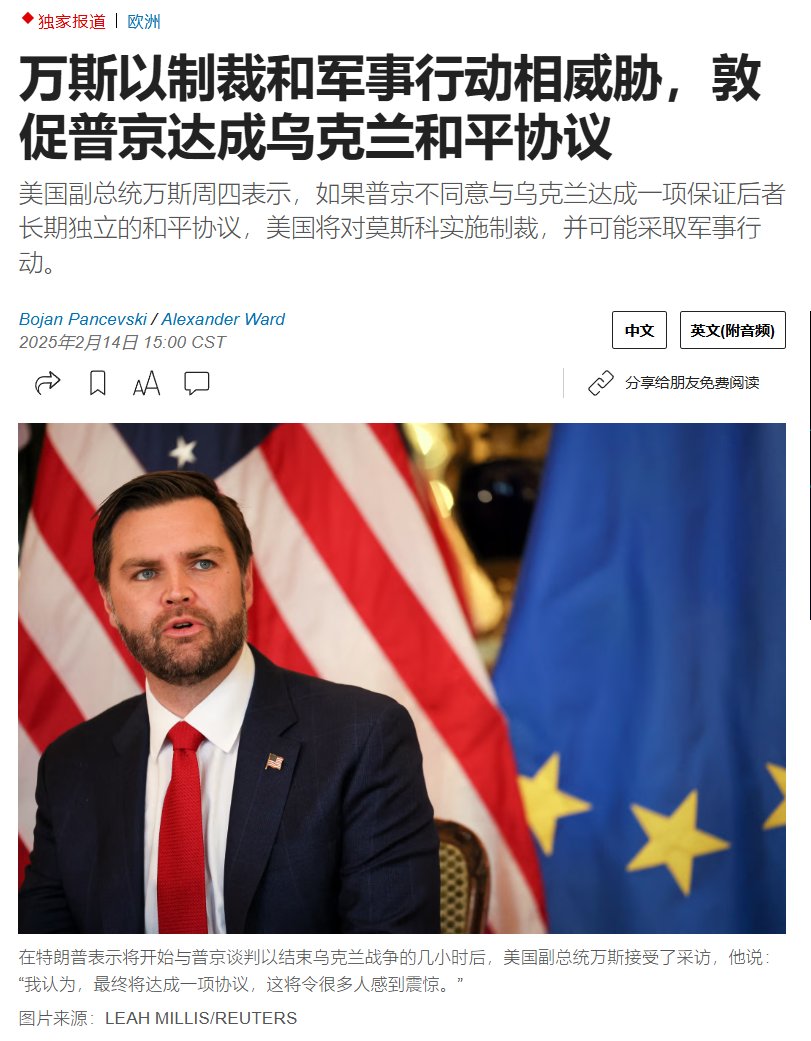 独家报道 | 欧洲
万斯以制裁和军事行动相威胁，敦
促普京达成乌克兰和平协议
美国副总统万斯周四表示，如果普京不同意与乌克兰达成一项保证后者
长期独立的和平协议，美国将对莫斯科实施制裁，并可能采取军事行
动。
Bojan Pancevski / Alexander Ward
2025年2月14日 15:00 CST
中文
英文(附音频)
AA
分享给朋友免费阅读
在特朗普表示将开始与普京谈判以结束乌克兰战争的几小时后，美国副总统万斯接受了采访，他说：
“我认为，最终将达成一项协议，这将令很多人感到震惊。”
图片来源：LEAH MILLIS/REUTERS